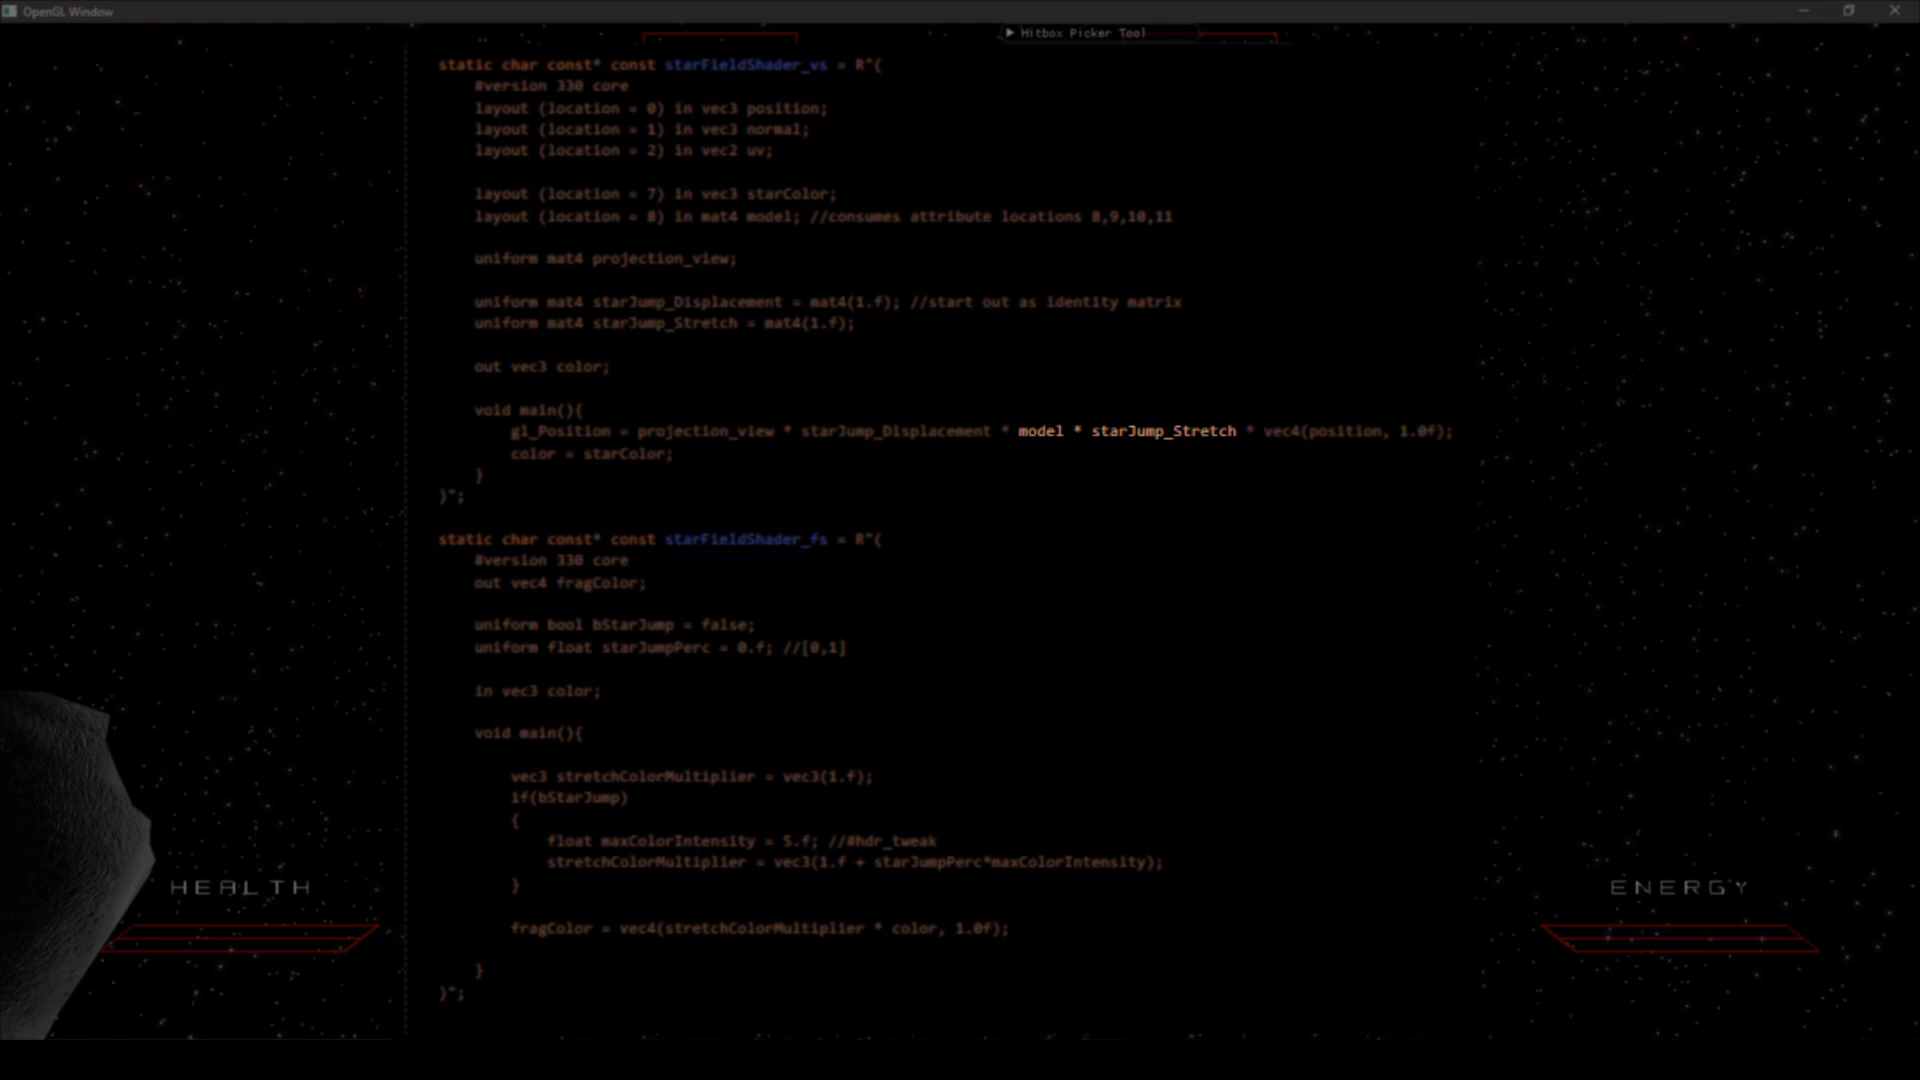 OpenGL Window
Hitbox Picker Tool
static char const* const starFieldShader_vs = R"(
#version 330 core
layout (location = 0) in vec3 position;
layout (location = 1) in vec3 normal;
layout (location = 2) in vec2 uv;
layout (location = 7) in vec3 starColor;
layout (location = 8) in mat4 model; //consumes attribute locations 8,9,10,11
uniform mat4 projection_view;
uniform mat4 starJump_Displacement = mat4(1.f); //start out as identity matrix
uniform mat4 starJump_Stretch = mat4(1.f);
out vec3 color;
void main(){
gl_Position = projection_view * starJump_Displacement * model * starJump_Stretch * vec4(position, 1.0f);
color = starColor;
}
)";
static char const* const starFieldShader_fs = R"(
#version 330 core
out vec4 fragColor;
uniform bool bStarJump = false;
uniform float starJumpPerc = 0.f; //[0,1]
in vec3 color;
void main(){
vec3 stretchColorMultiplier = vec3(1.f);
if(bStarJump)
{
float maxColorIntensity = 5.f; //#hdr_tweak
stretchColorMultiplier = vec3(1.f + starJumpPerc*maxColorIntensity);
}
fragColor = vec4(stretchColorMultiplier * color, 1.0f);
}
)";
HEALTH
ENERGY